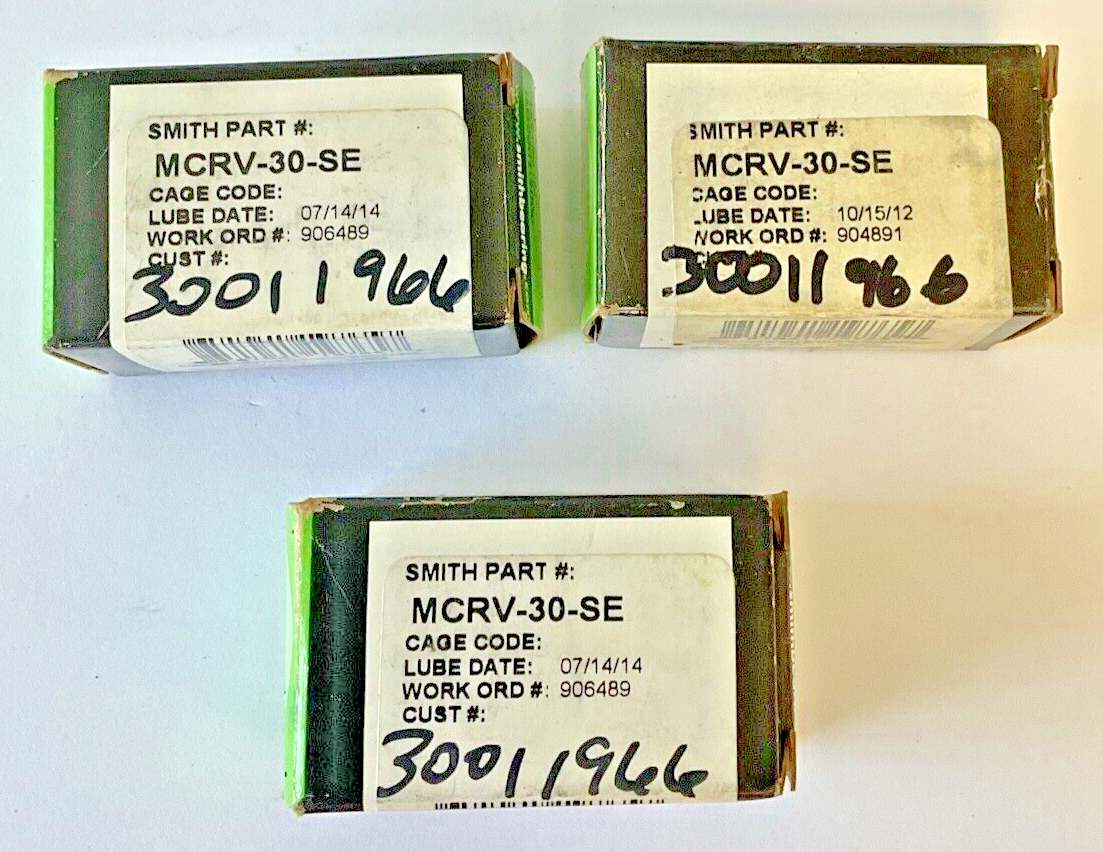 SMITH PART #:
MCRV-30-SE
CAGE CODE:
LUBE DATE: 07/14/14
WORK ORD #: 906489
CUST #:
30011966
SMITH PART #:
MCRV-30-SE
CAGE CODE:
LUBE DATE: 10/15/12
WORK ORD #: 904891
30011966
SMITH PART #:
MCRV-30-SE
CAGE CODE:
LUBE DATE: 07/14/14
WORK ORD #: 906489
CUST #:
30011966